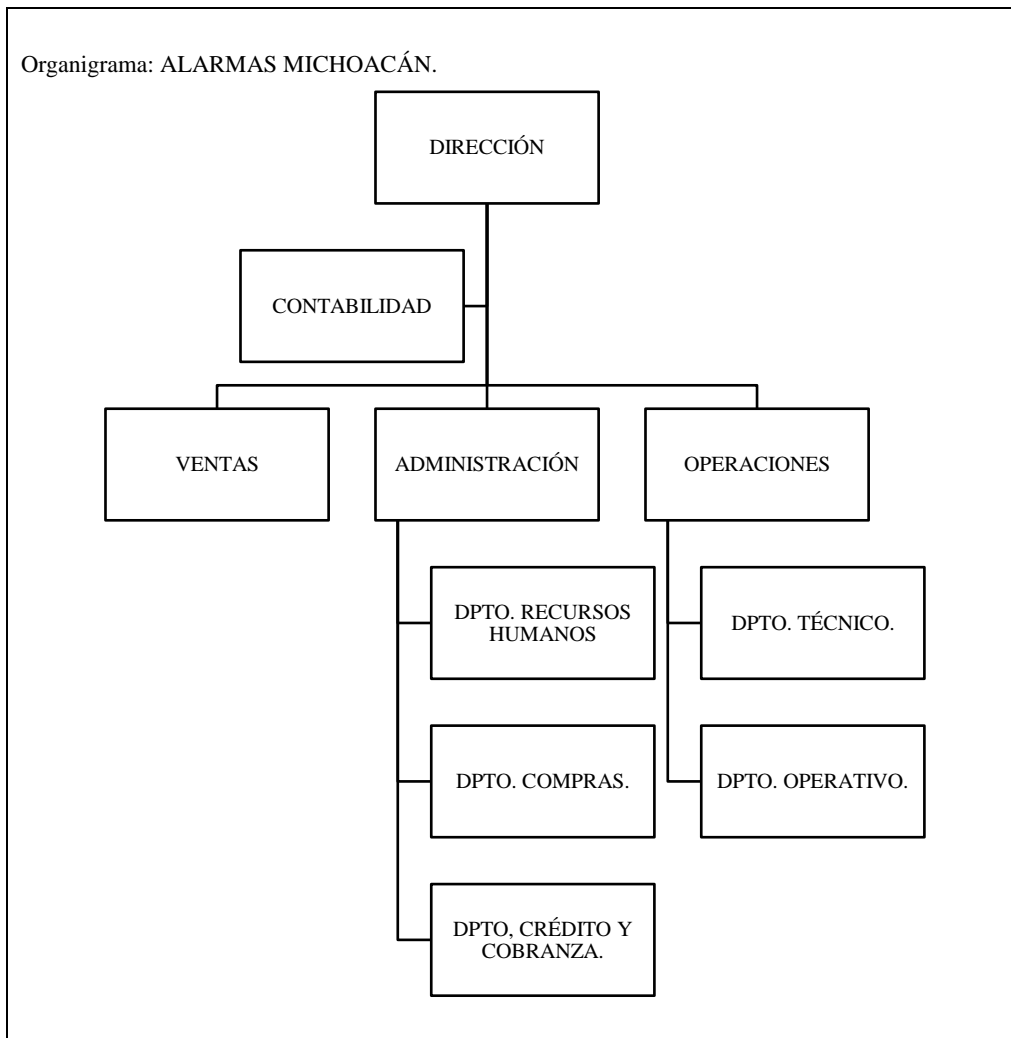 Organigrama: ALARMAS MICHOACÁN.
DIRECCIÓN
CONTABILIDAD
VENTAS
ADMINISTRACIÓN
OPERACIONES
DPTO. RECURSOS
HUMANOS
DPTO. TÉCNICO.
DPTO. COMPRAS.
DPTO. OPERATIVO.
DPTO, CRÉDITO Y
COBRANZA.